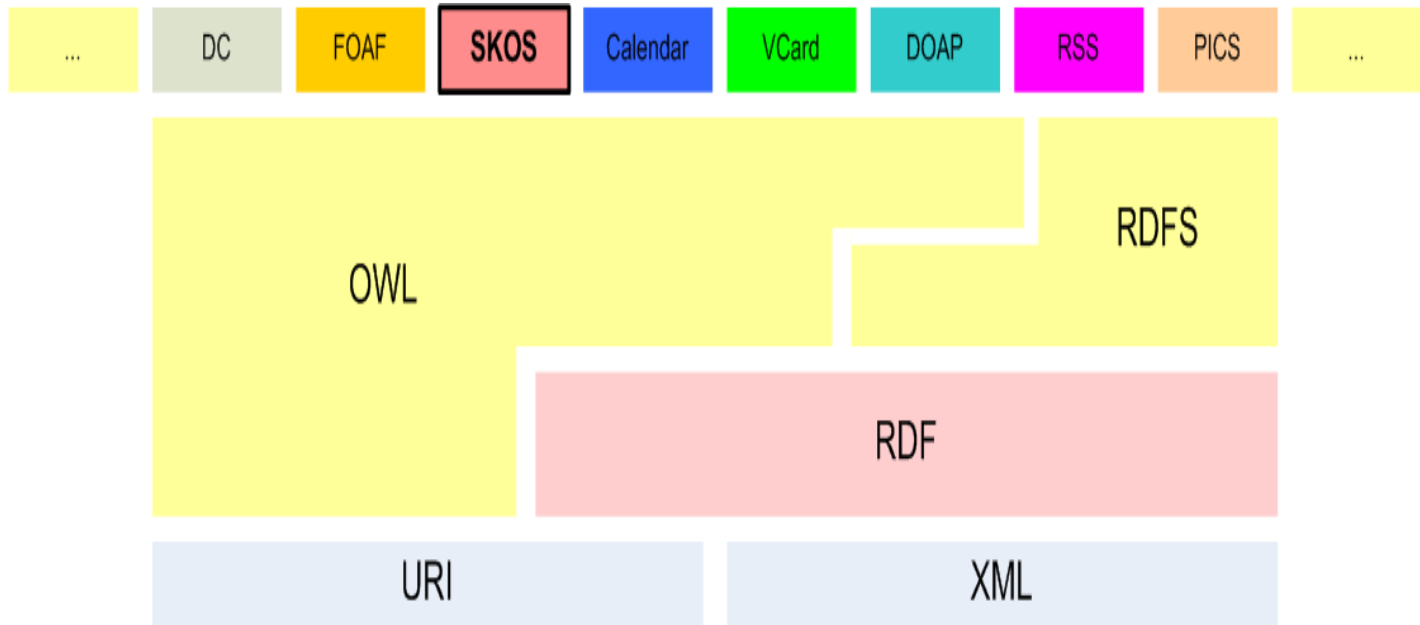 ... DC FOAF SKOS Calendar VCard DOAP RSS PICS ...
RDFS
OWL
RDF
URI XML